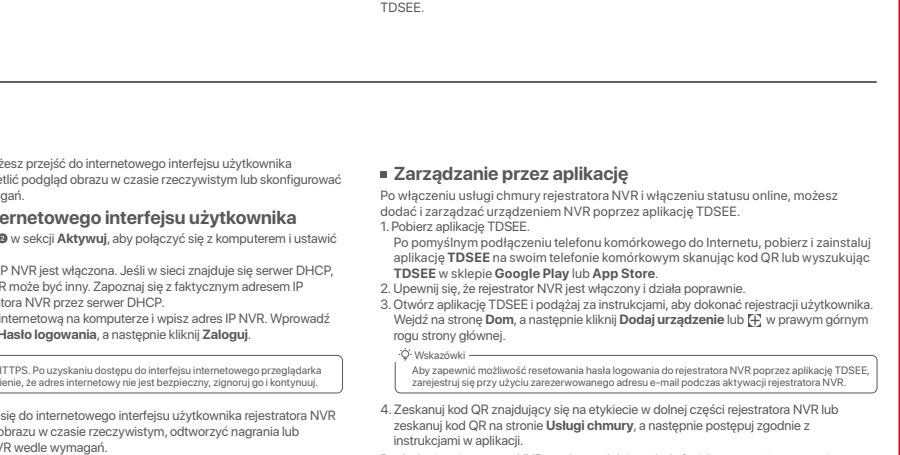 TDSEE.
żesz przejść do internetowego interfejsu użytkownika
etlić podgląd obrazu w czasie rzeczywistym lub skonfigurować
gań.
ernetowego interfejsu użytkownika
❷ w sekcji Aktywuj, aby połączyć się z komputerem i ustawić
IP NVR jest włączona. Jeśli w sieci znajduje się serwer DHCP,
R może być inny. Zapoznaj się z faktycznym adresem IP
tora NVR przez serwer DHCP.
internetową na komputerze i wpisz adres IP NVR. Wprowadź
Hasło logowania, a następnie kliknij Zaloguj.
HTTPS. Po uzyskaniu dostępu do interfejsu internetowego przeglądarka
ienie, że adres internetowy nie jest bezpieczny, zignoruj go i kontynuuj.
się do internetowego interfejsu użytkownika rejestratora NVR
obrazu w czasie rzeczywistym, odtworzyć nagrania lub
VR wedle wymagań.
■ Zarządzanie przez aplikację
Po włączeniu usługi chmury rejestratora NVR i włączeniu statusu online, możesz
dodać i zarządzać urządzeniem NVR poprzez aplikację TDSEE.
1. Pobierz aplikację TDSEE.
Po pomyślnym podłączeniu telefonu komórkowego do Internetu, pobierz i zainstaluj
aplikację TDSEE na swoim telefonie komórkowym skanując kod QR lub wyszukując
TDSEE w sklepie Google Play lub App Store.
2. Upewnij się, że rejestrator NVR jest włączony i działa poprawnie.
3. Otwórz aplikację TDSEE i podążaj za instrukcjami, aby dokonać rejestracji użytkownika.
Wejdź na stronę Dom, a następnie kliknij Dodaj urządzenie lub w prawym górnym
rogu strony głównej.
Wskazówki
Aby zapewnić możliwość resetowania hasła logowania do rejestratora NVR poprzez aplikację TDSEE,
zarejestruj się przy użyciu zarezerwowanego adresu e-mail podczas aktywacji rejestratora NVR.
4. Zeskanuj kod QR znajdujący się na etykiecie w dolnej części rejestratora NVR lub
zeskanuj kod QR na stronie Usługi chmury, a następnie postępuj zgodnie z
instrukcjami w aplikacji.